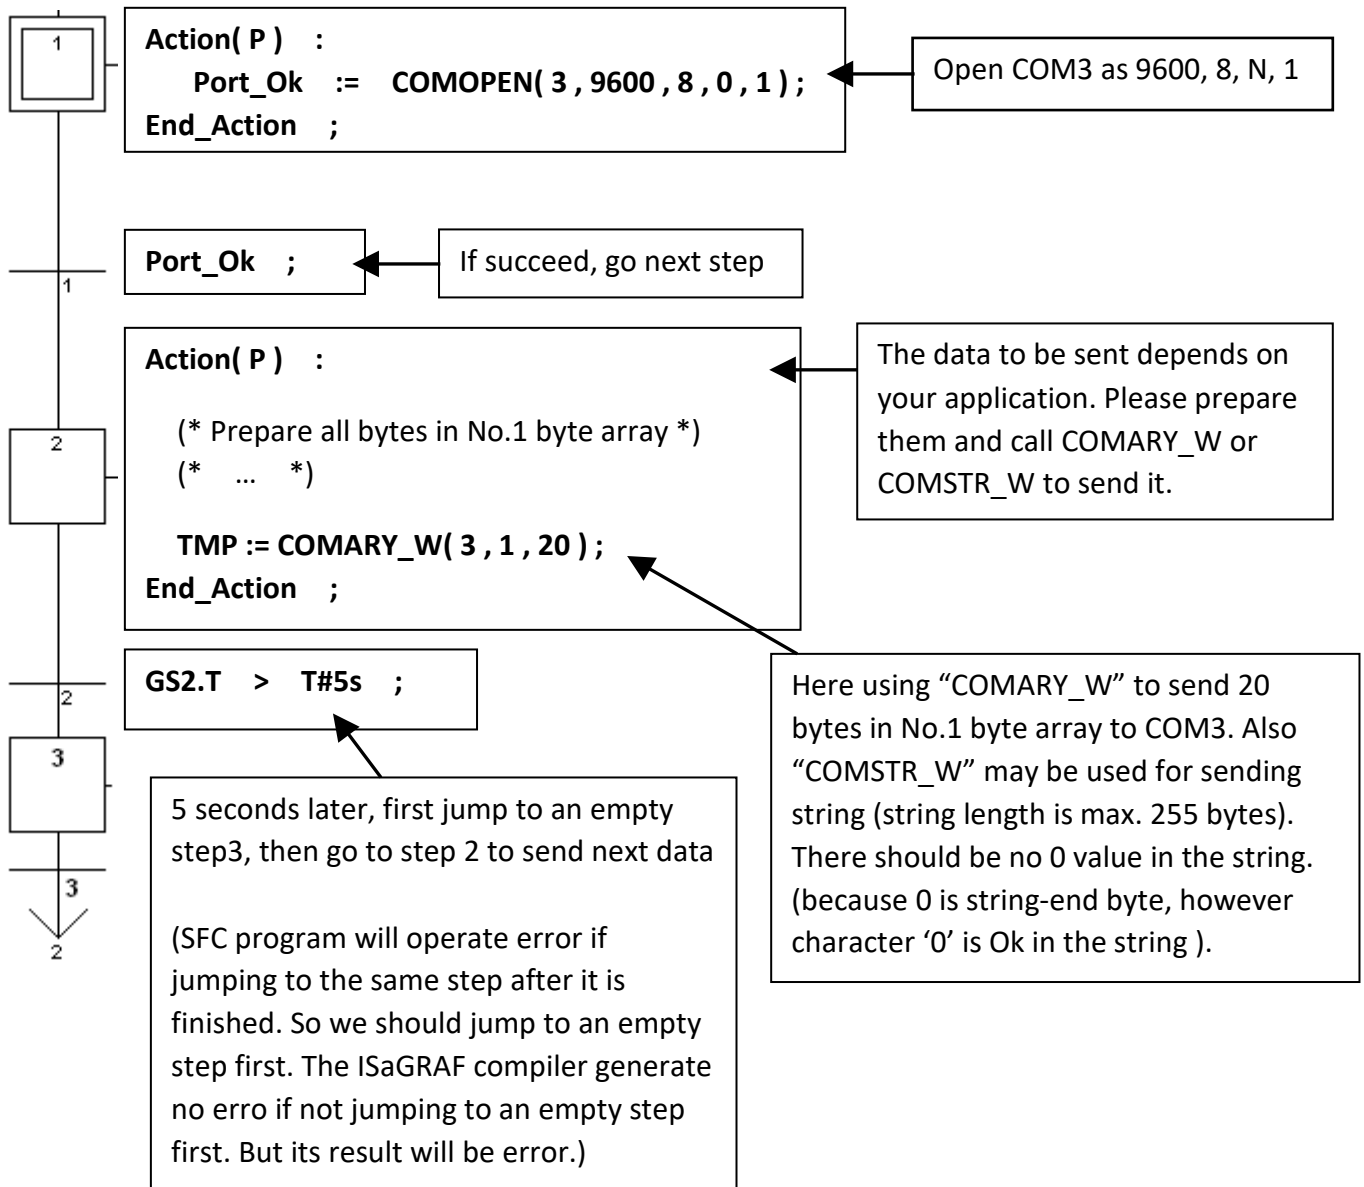 1
Action( P ) :
Port_Ok := COMOPEN( 3 , 9600 , 8 , 0 , 1 ) ;
End_Action ;
Open COM3 as 9600, 8, N, 1
Port_Ok ;
If succeed, go next step
1
2
Action( P ) :
(* Prepare all bytes in No.1 byte array *)
(* ... *)
TMP := COMARY_W( 3 , 1 , 20 ) ;
End_Action ;
The data to be sent depends on
your application. Please prepare
them and call COMARY_W or
COMSTR_W to send it.
2
GS2.T > T#5s ;
3
3
2
5 seconds later, first jump to an empty
step3, then go to step 2 to send next data
(SFC program will operate error if
jumping to the same step after it is
finished. So we should jump to an empty
step first. The ISaGRAF compiler generate
no erro if not jumping to an empty step
first. But its result will be error.)
Here using “COMARY_W” to send 20
bytes in No.1 byte array to COM3. Also
“COMSTR_W” may be used for sending
string (string length is max. 255 bytes).
There should be no 0 value in the string.
(because 0 is string-end byte, however
character ‘0’ is Ok in the string ).